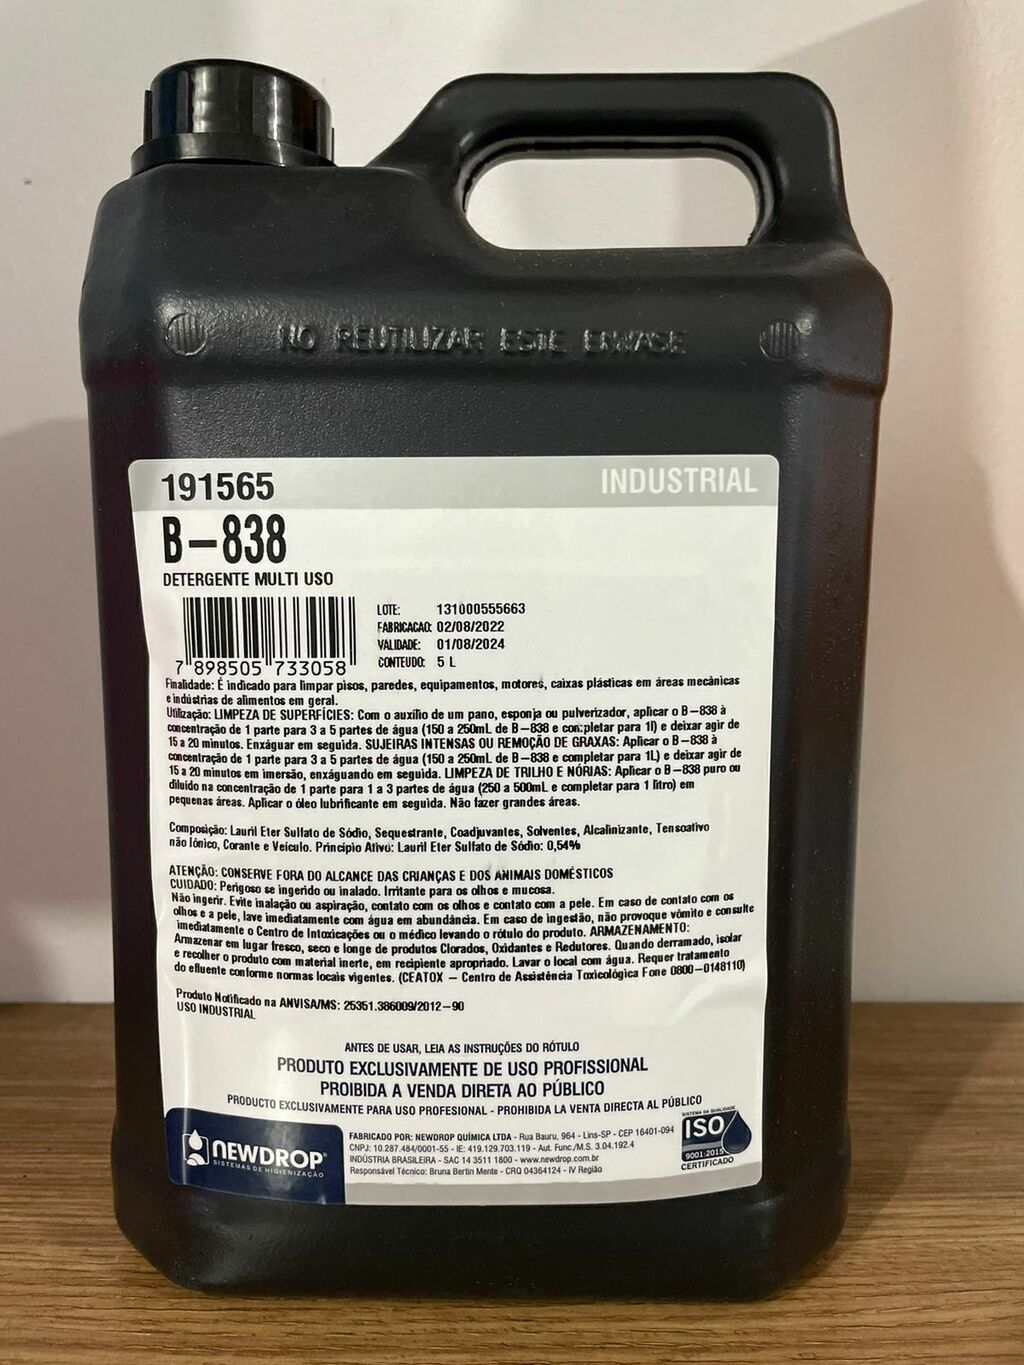 NO REUTILIZAR ESTE ENVASE
191565
INDUSTRIAL
B-838
DETERGENTE MULTI USO
7 898505 733058
LOTE: 131000555663
FABRICACAO: 02/08/2022
VALIDADE: 01/08/2024
CONTEUDO: 5 L
Finalidade: É indicado para limpar pisos, paredes, equipamentos, motores, caixas plásticas em áreas mecânicas
e indústrias de alimentos em geral.
Utilização: LIMPEZA DE SUPERFÍCIES: Com o auxílio de um pano, esponja ou pulverizador, aplicar o B-838 à
concentração de 1 parte para 3 a 5 partes de água (150 a 250mL de B-838 e completar para 1l) e deixar agir de
15 a 20 minutos. Enxáguar em seguida. SUJEIRAS INTENSAS OU REMOÇÃO DE GRAXAS: Aplicar o B-838 à
concentração de 1 parte para 3 a 5 partes de água (150 a 250mL de B-838 e completar para 1L) e deixar agir de
15 a 20 minutos em imersão, enxáguando em seguida. LIMPEZA DE TRILHO E NÓRIAS: Aplicar o B-838 puro ou
diluído na concentração de 1 parte para 1 a 3 partes de água (250 a 500mL e completar para 1 litro) em
pequenas áreas. Aplicar o óleo lubrificante em seguida. Não fazer grandes áreas.
Composição: Lauril Eter Sulfato de Sódio, Sequestrante, Coadjuvantes, Solventes, Alcalinizante, Tensoativo
não Iônico, Corante e Veículo. Princípio Ativo: Lauril Eter Sulfato de Sódio: 0,54%
ATENÇÃO: CONSERVE FORA DO ALCANCE DAS CRIANÇAS E DOS ANIMAIS DOMÉSTICOS
CUIDADO: Perigoso se ingerido ou inalado. Irritante para os olhos e mucosa.
Não ingerir. Evite inalação ou aspiração, contato com os olhos e contato com a pele. Em caso de contato com os
olhos e a pele, lave imediatamente com água em abundância. Em caso de ingestão, não provoque vômito e consulte
imediatamente o Centro de Intoxicações ou o médico levando o rótulo do produto. ARMAZENAMENTO:
Armazenar em lugar fresco, seco e longe de produtos Clorados, Oxidantes e Redutores. Quando derramado, isolar
e recolher o produto com material inerte, em recipiente apropriado. Lavar o local com água. Requer tratamento
do efluente conforme normas locais vigentes. (CEATOX - Centro de Assistência Toxicológica Fone 0800-0148110)
Produto Notificado na ANVISA/MS: 25351.386009/2012-90
USO INDUSTRIAL
ANTES DE USAR, LEIA AS INSTRUÇÕES DO RÓTULO
PRODUTO EXCLUSIVAMENTE DE USO PROFISSIONAL
PROIBIDA A VENDA DIRETA AO PÚBLICO
PRODUCTO EXCLUSIVAMENTE PARA USO PROFESIONAL - PROHIBIDA LA VENTA DIRECTA AL PÚBLICO
NEWDROP®
SISTEMAS DE HIGIENIZAÇÃO
FABRICADO POR: NEWDROP QUÍMICA LTDA - Rua Bauru, 964 - Lins-SP - CEP 16401-094
CNPJ: 10.287.484/0001-55 - IE: 419.129.703.119 - Aut. Func./M.S. 3.04.192.4
INDÚSTRIA BRASILEIRA - SAC 14 3511 1800 - www.newdrop.com.br
Responsável Técnico: Bruna Bertin Mente - CRQ 04364124 - IV Região
SISTEMA DA QUALIDADE
ISO
9001:2015
CERTIFICADO